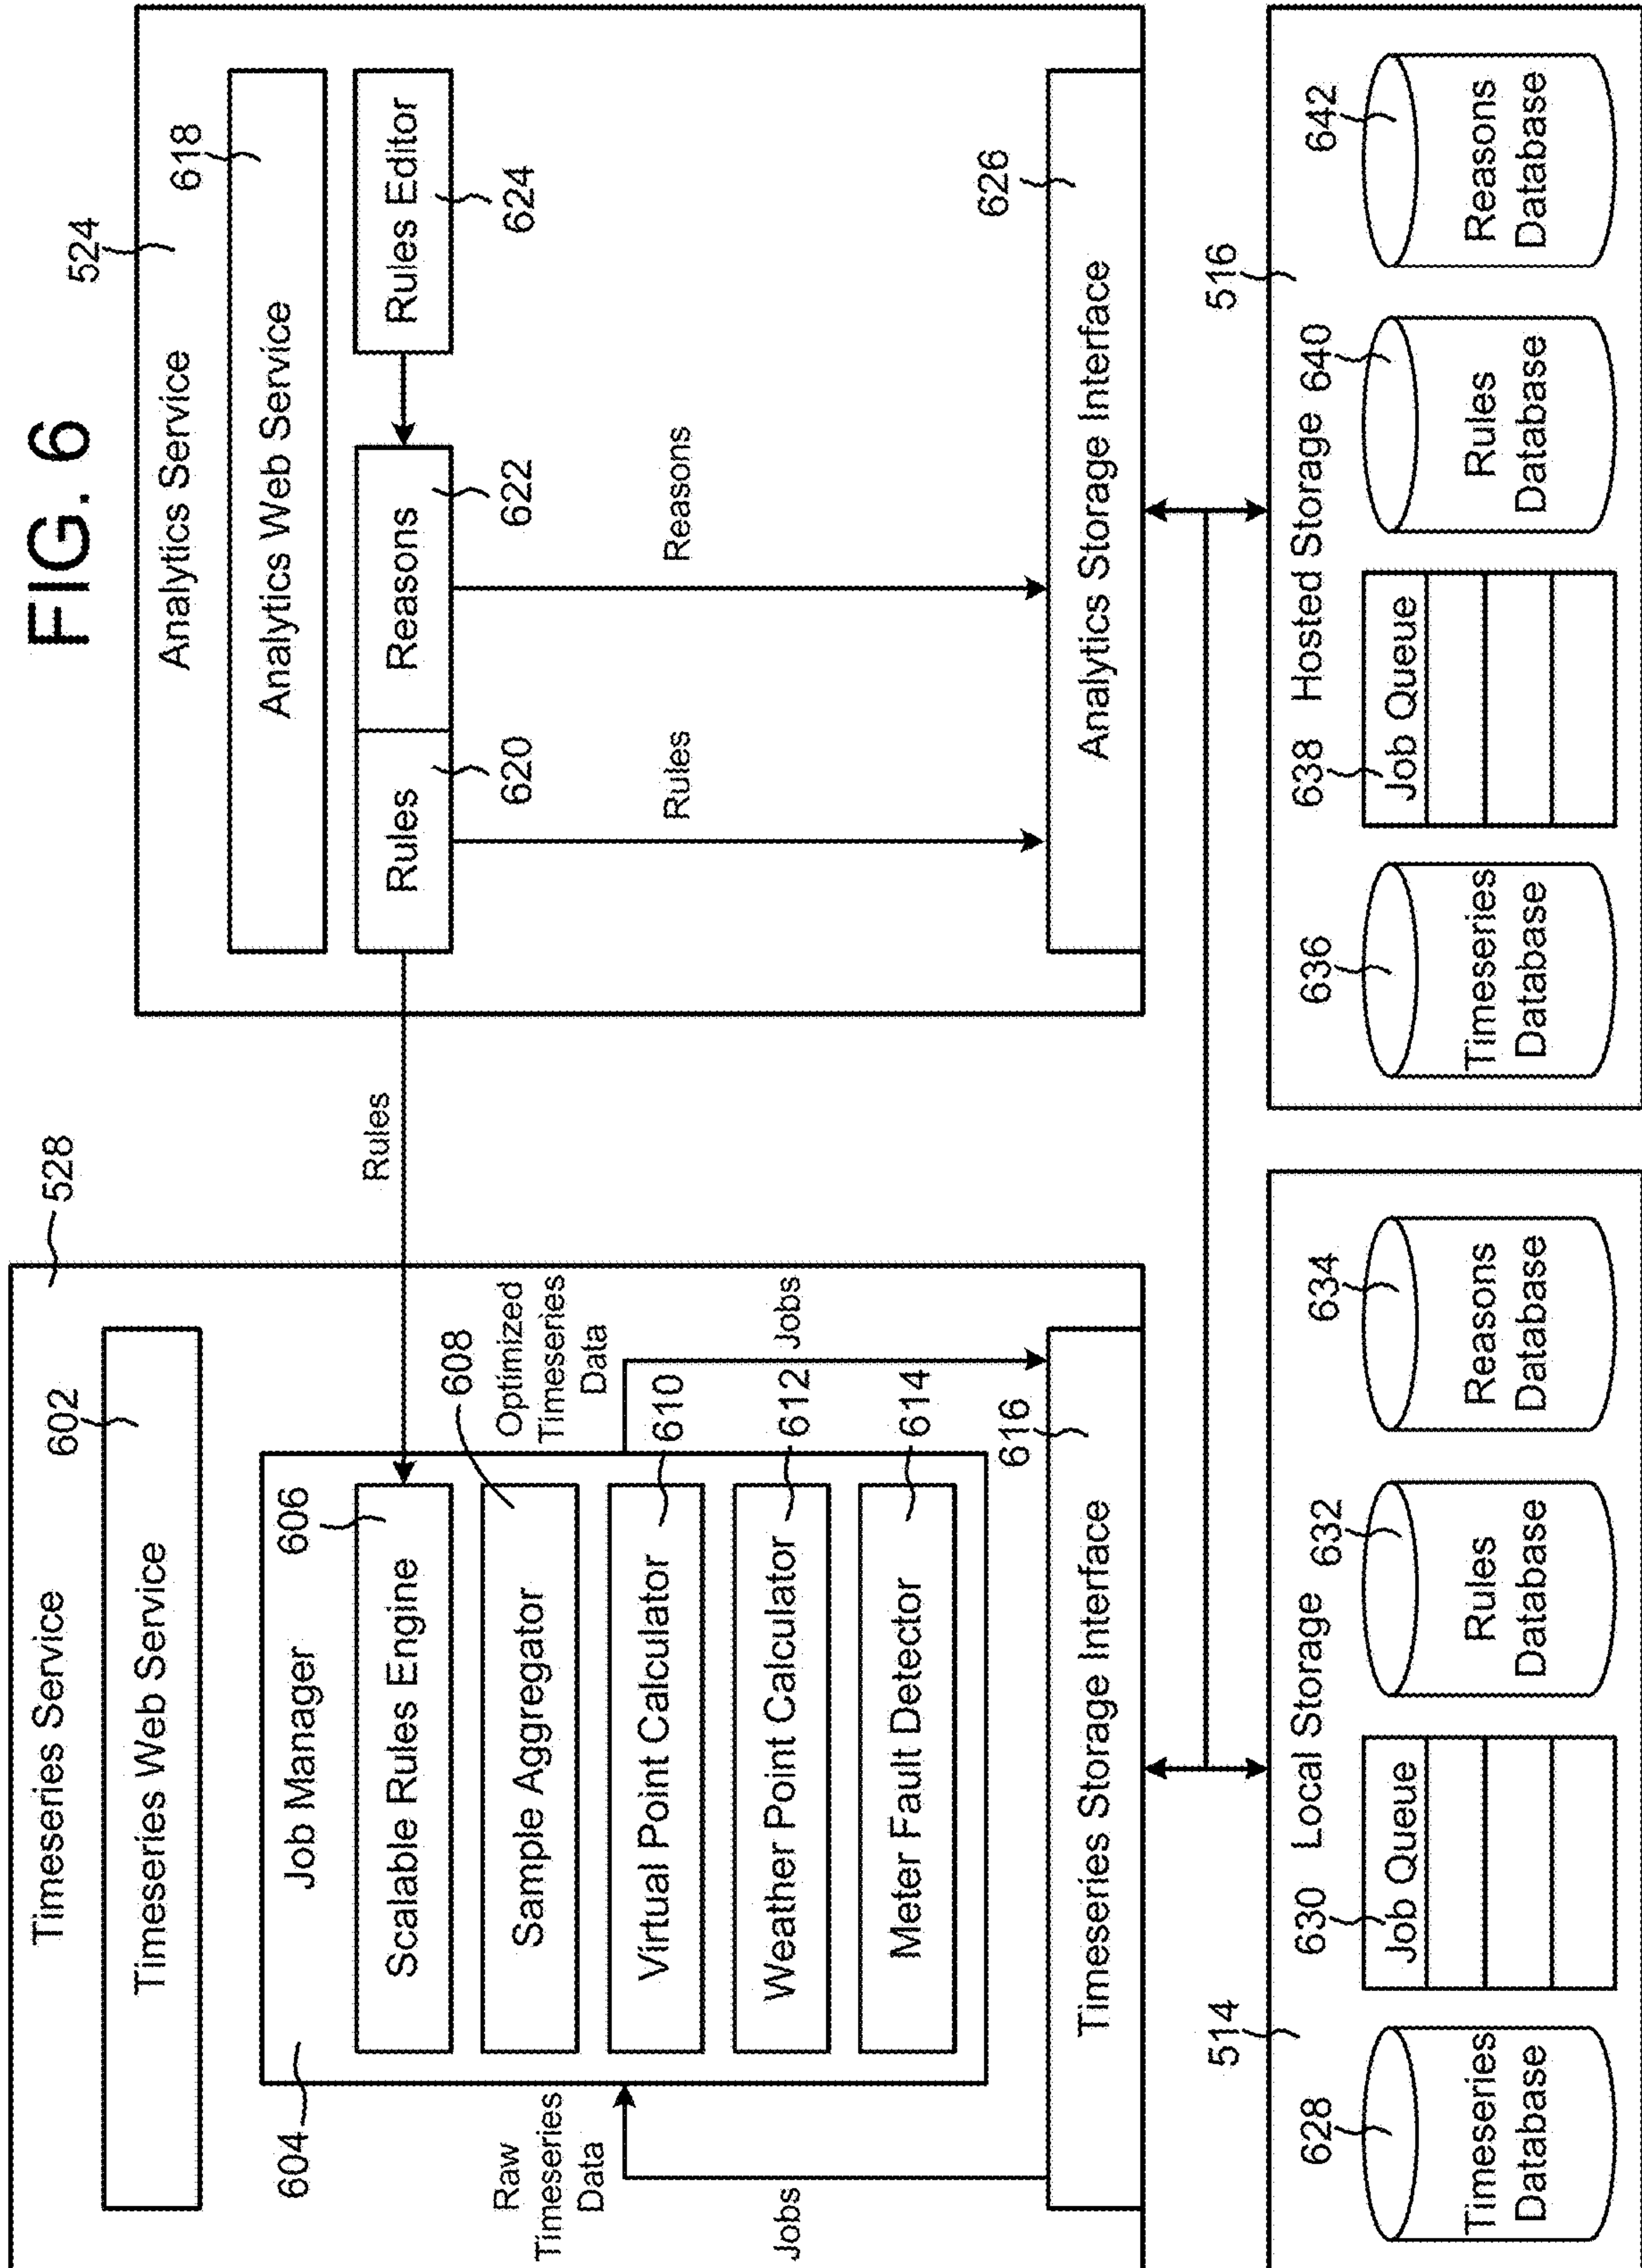 FIG. 6
528
Timeseries Service
602
Timeseries Web Service
604
Job Manager
606
Scalable Rules Engine
608
Sample Aggregator
Virtual Point Calculator
610
Weather Point Calculator
612
Meter Fault Detector
614
Raw
Timeseries
Data
Jobs
Optimized
Timeseries
Data
Jobs
616
Timeseries Storage Interface
Rules
524
Analytics Service
618
Analytics Web Service
Rules
620
Reasons
622
Rules Editor
624
Rules
Reasons
626
Analytics Storage Interface
514
Local Storage
628
Timeseries
Database
630
Job Queue
632
Rules
Database
634
Reasons
Database
516
Hosted Storage
636
Timeseries
Database
638
Job Queue
640
Rules
Database
642
Reasons
Database